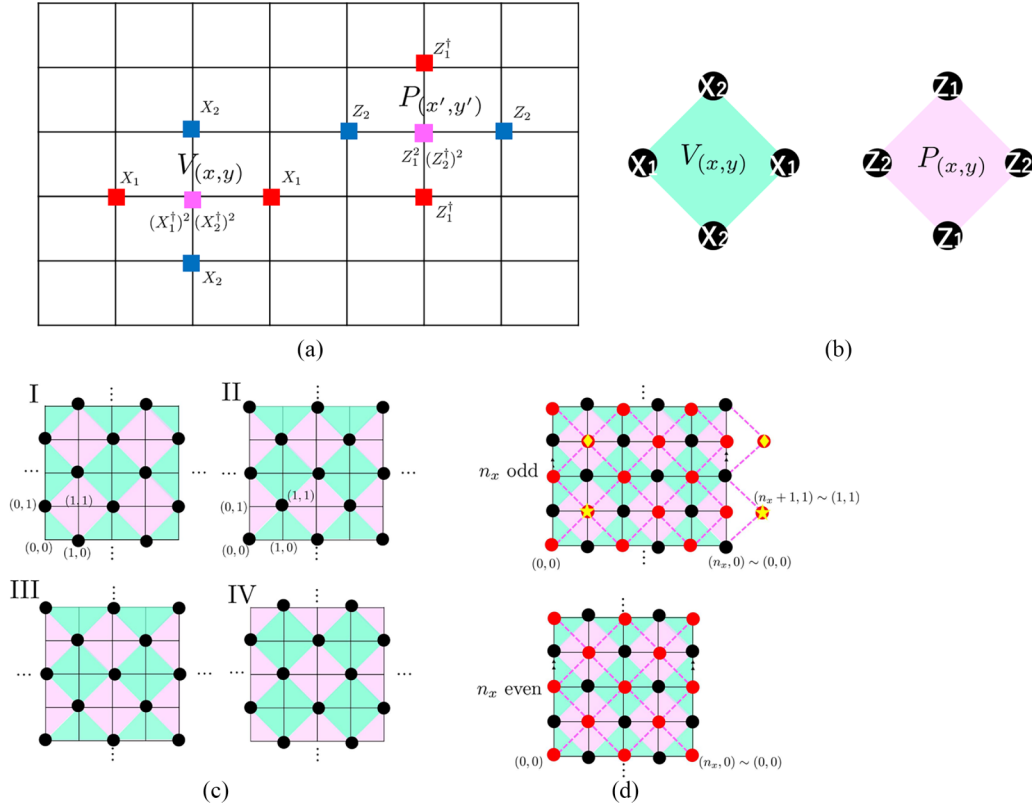 Z₁†
X₂
P₍ₓ′,y′₎
Z₂
Z₂
V₍ₓ,y₎
Z₁² (Z₂†)²
X₁
X₁
(X₁†)² (X₂†)²
Z₁†
X₂
(a)
X₂
X₁
V₍ₓ,y₎
X₁
X₂
Z₁
Z₂
P₍ₓ,y₎
Z₂
Z₁
(b)
I
⋮
...
(0, 1)
(1, 1)
(0, 0)
(1, 0)
⋮
II
⋮
...
...
(0, 1)
(1, 1)
(0, 0)
(1, 0)
III
⋮
...
...
⋮
IV
...
(c)
⋮
nₓ odd
(nₓ + 1, 1) ∼ (1, 1)
(0, 0)
(nₓ, 0) ∼ (0, 0)
⋮
nₓ even
(0, 0)
(nₓ, 0) ∼ (0, 0)
⋮
(d)